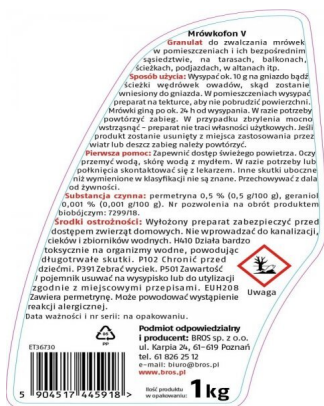 Mrówkofon V
Granulat do zwalczania mrówek
w pomieszczeniach i ich bezpośrednim
sąsiedztwie, na tarasach, balkonach,
ścieżkach, podjazdach, w altanach itp.
Sposób użycia: Wysypać ok. 10 g na gniazdo bądź
ścieżki wędrówek owadów, skąd zostanie
wniesiony do gniazda. W pomieszczeniach wysypać
preparat na tekturce, aby nie pobrudzić powierzchni.
Mrówki giną po ok. 24 h od wysypania. W razie potrzeby
powtórzyć zabieg. W przypadku zbrylenia mocno
wstrząsnąć – preparat nie traci własności użytkowych. Jeśli
produkt zostanie usunięty z miejsca zastosowania przez
wiatr lub deszcz zabieg należy powtórzyć.
Pierwsza pomoc: Zapewnić dostęp świeżego powietrza. Oczy
przemyć wodą, skórę wodą z mydłem. W razie potrzeby lub
połknięcia skontaktować się z lekarzem. Inne skutki uboczne
niż wymienione w klasyfikacji nie są znane. Przechowywać z dala
od żywności.
Substancja czynna: permetryna 0,5 % (0,5 g/100 g), geraniol
0,001 % (0,001 g/100 g). Nr pozwolenia na obrót produktem
biobójczym: 7299/18.
Środki ostrożności: Wyłożony preparat zabezpieczyć przed
dostępem zwierząt domowych. Nie wprowadzać do kanalizacji,
cieków i zbiorników wodnych. H410 Działa bardzo
toksycznie na organizmy wodne, powodując
długotrwałe skutki. P102 Chronić przed
dziećmi. P391 Zebrać wyciek. P501 Zawartość
/ pojemnik usuwać na wysypisko lub do utylizacji
zgodnie z miejscowymi przepisami. EUH208
Zawiera permetrynę. Może powodować wystąpienie
reakcji alergicznej.
Uwaga
Data ważności i nr serii: na opakowaniu.
ET36730
PP
5 904517 445918 >
Podmiot odpowiedzialny
i producent: BROS sp. z o.o.
ul. Karpia 24, 61-619 Poznań
tel. 61 826 25 12
e-mail: biuro@bros.pl
www.bros.pl
Ilość produktu
w opakowaniu: 1 kg